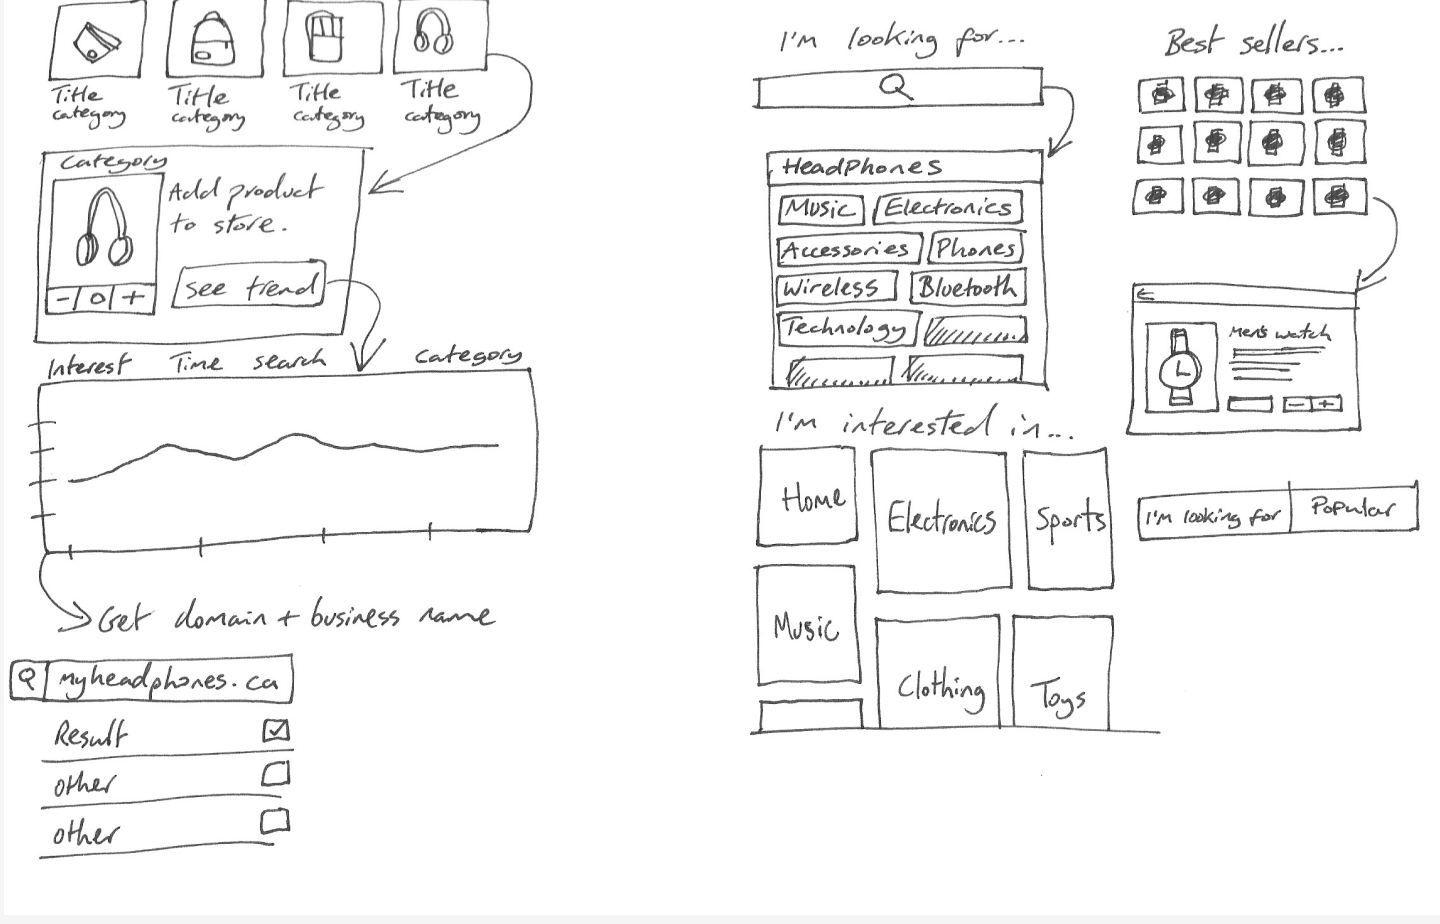 Title category
Title category
Title category
Title category
Category
Add product
to store.
- 0 +
See trend
Interest Time search Category
Get domain + business name
myheadphones.ca
Result
other
other
I'm looking for...
Headphones
Music Electronics
Accessories Phones
Wireless Bluetooth
Technology
I'm interested in...
Home
Electronics
Sports
Music
Clothing
Toys
Best sellers...
Men's watch
- +
I'm looking for Popular